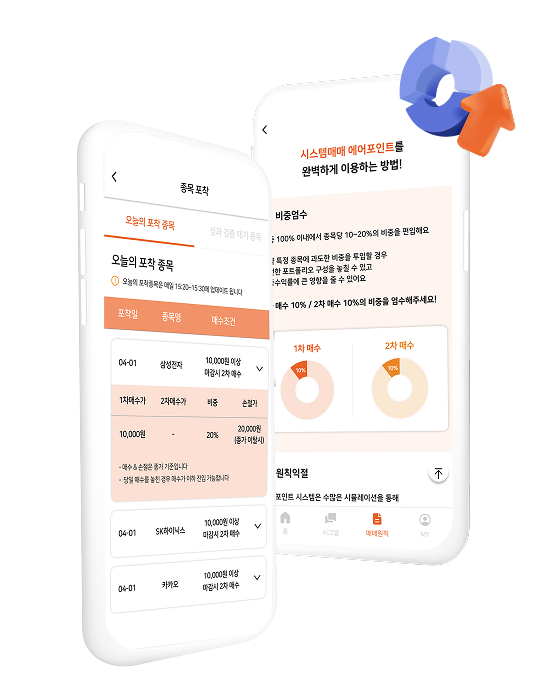 종목 포착
오늘의 포착 종목
성과 검증 대기 종목
오늘의 포착 종목
오늘의 포착종목은 매일 15:20~15:30에 업데이트 됩니다
포착일 종목명 매수조건
04-01 삼성전자 10,000원 이상
마감시 2차 매수
1차매수가 2차매수가 비중 손절가
10,000원 - 20% 20,000원
(종가 이탈시)
- 매수 & 손절은 종가 기준입니다
- 당일 매수를 놓친 경우 매수가 이하 진입 가능합니다
04-01 SK하이닉스 10,000원 이상
마감시 2차 매수
04-01 카카오 10,000원 이상
마감시 2차 매수
시스템매매 에어포인트를
완벽하게 이용하는 방법!
비중엄수
100% 이내에서 종목당 10~20%의 비중을 편입해요
특정 종목에 과도한 비중을 투입할 경우
포트폴리오 구성을 놓칠 수 있고
수익률에 큰 영향을 줄 수 있어요
매수 10% / 2차 매수 10%의 비중을 엄수해주세요!
1차 매수
10%
2차 매수
10%
원칙익절
포인트 시스템은 수많은 시뮬레이션을 통해
홈
시그널
매매원칙
MY